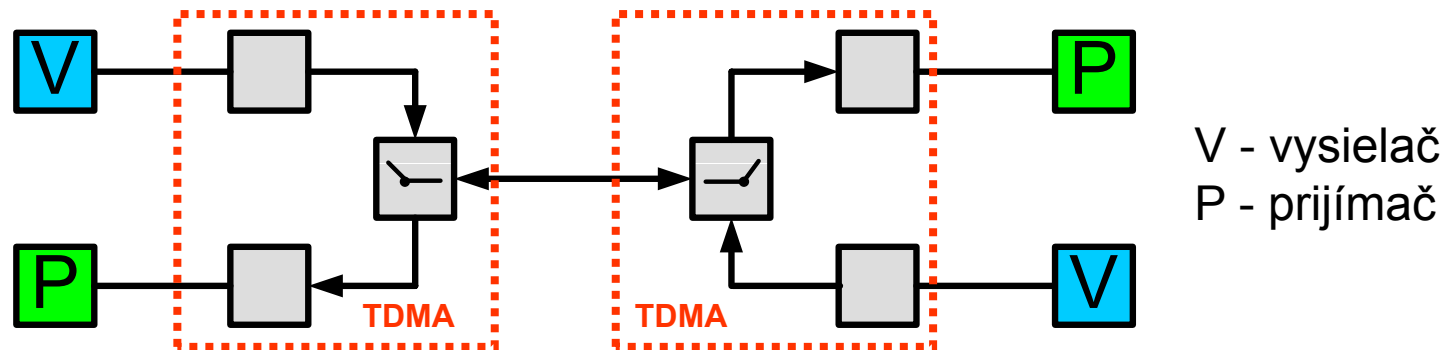 V
P
V - vysielač
P - prijímač
P
V
TDMA
TDMA